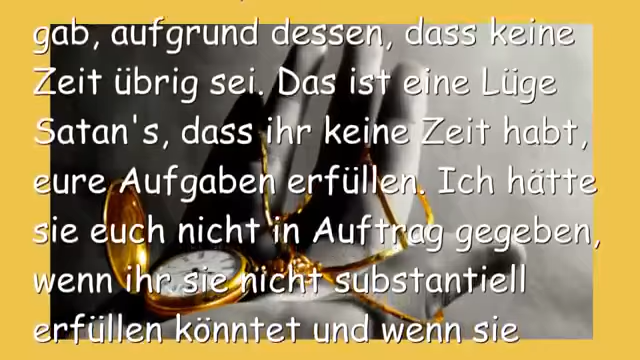 gab, aufgrund dessen, dass keine
Zeit übrig sei. Das ist eine Lüge
Satan's, dass ihr keine Zeit habt,
eure Aufgaben erfüllen. Ich hätte
sie euch nicht in Auftrag gegeben,
wenn ihr sie nicht substantiell
erfüllen könntet und wenn sie